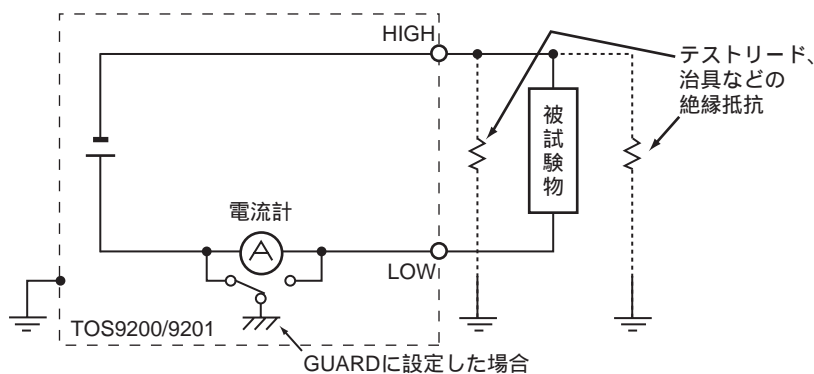 HIGH
テストリード、
治具などの
絶縁抵抗
被試験物
電流計
A
LOW
TOS9200/9201
GUARDに設定した場合